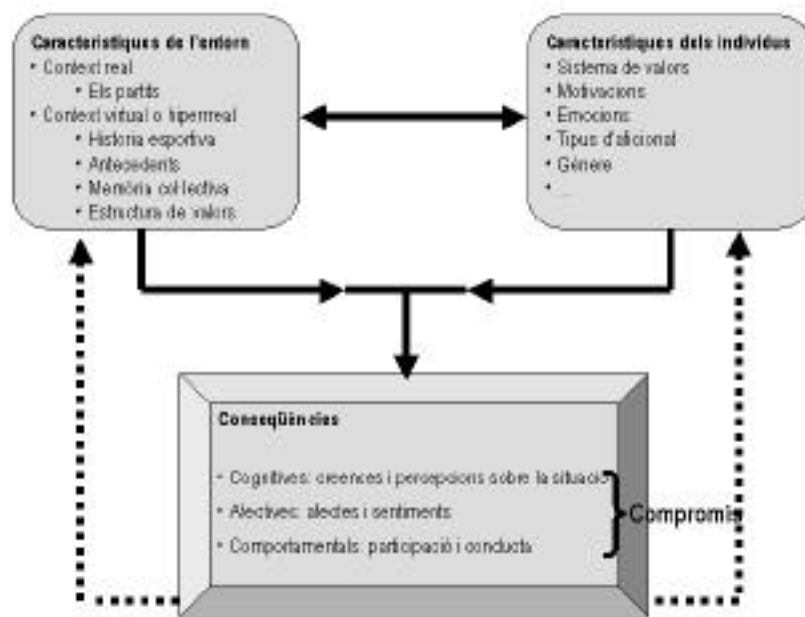 Característiques de l'entorn
• Context real
• Els partits
• Context virtual o hiperreal
• Historia esportiva
• Antecedents
• Memòria col·lectiva
• Estructura de valors
Característiques dels individus
• Sistema de valors
• Motivacions
• Emocions
• Tipus d'aficionat
• Gènere
• ...
Conseqüències
• Cognitives: creences i percepcions sobre la situació
• Afectives: afectes i sentiments
• Comportamentals: participació i conducta
Compromís